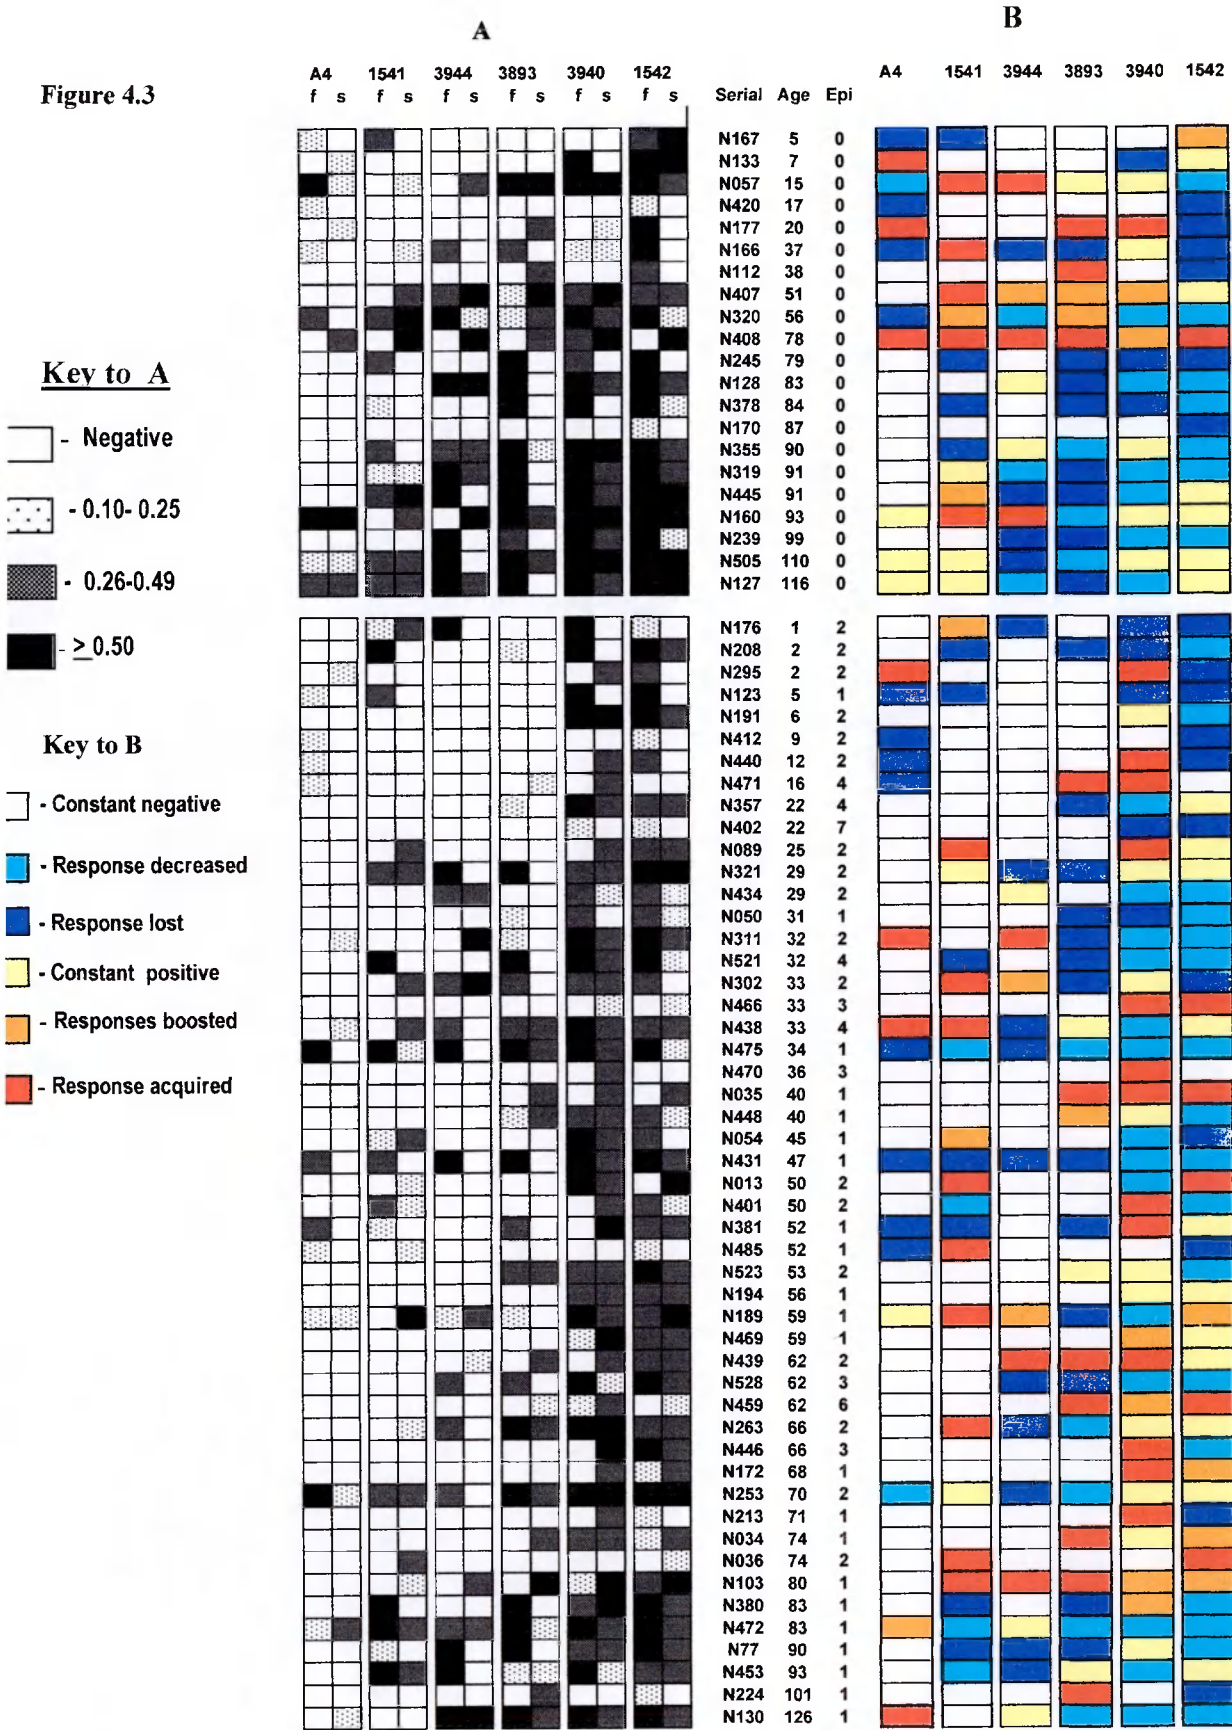 A
B
Figure 4.3
A4 1541 3944 3893 3940 1542
f s f s f s f s f s f s
Serial Age Epi
A4 1541 3944 3893 3940 1542
N167 5 0
N133 7 0
N057 15 0
N420 17 0
N177 20 0
N166 37 0
N112 38 0
N407 51 0
N320 56 0
N408 78 0
N245 79 0
N128 83 0
N378 84 0
N170 87 0
N355 90 0
N319 91 0
N445 91 0
N160 93 0
N239 99 0
N505 110 0
N127 116 0
N176 1 2
N208 2 2
N295 2 2
N123 5 1
N191 6 2
N412 9 2
N440 12 2
N471 16 4
N357 22 4
N402 22 7
N089 25 2
N321 29 2
N434 29 2
N050 31 1
N311 32 2
N521 32 4
N302 33 2
N466 33 3
N438 33 4
N475 34 1
N470 36 3
N035 40 1
N448 40 1
N054 45 1
N431 47 1
N013 50 2
N401 50 2
N381 52 1
N485 52 1
N523 53 2
N194 56 1
N189 59 1
N469 59 1
N439 62 2
N528 62 3
N459 62 6
N263 66 2
N446 66 3
N172 68 1
N253 70 2
N213 71 1
N034 74 1
N036 74 2
N103 80 1
N380 83 1
N472 83 1
N77 90 1
N453 93 1
N224 101 1
N130 126 1
Key to A
- Negative
- 0.10- 0.25
- 0.26-0.49
- ≥0.50
Key to B
- Constant negative
- Response decreased
- Response lost
- Constant positive
- Responses boosted
- Response acquired